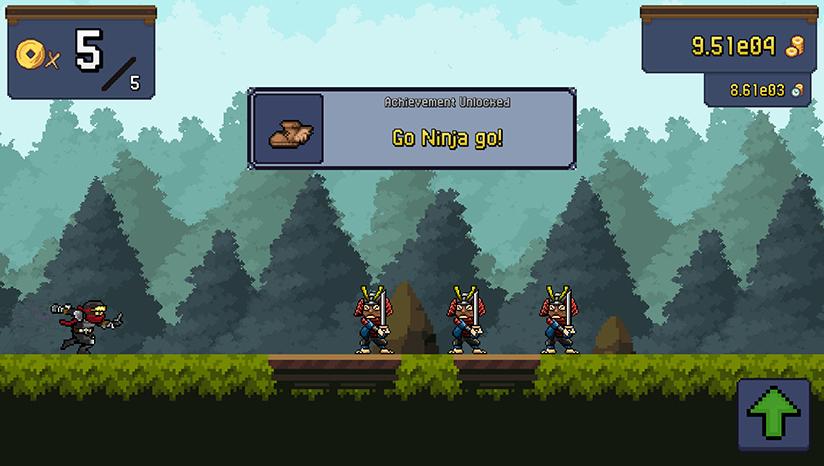 x 5/5
9.51e04
8.61e03
Achievement Unlocked
Go Ninja go!